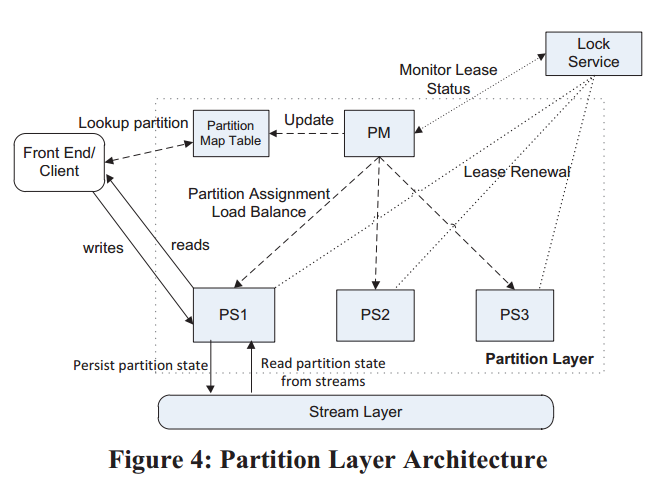 Lock
Service
Monitor Lease
Status
Lookup partition
Partition
Map Table
Update
PM
Front End/
Client
Lease Renewal
Partition Assignment
Load Balance
writes
reads
PS1
PS2
PS3
Partition Layer
Persist partition state
Read partition state
from streams
Stream Layer
Figure 4: Partition Layer Architecture